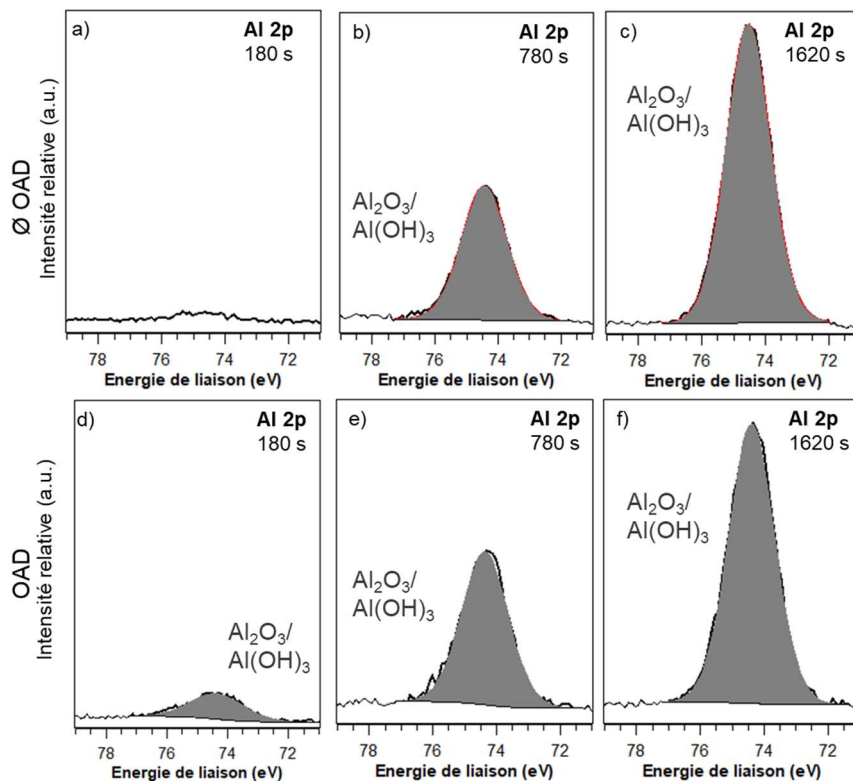 a)
Al 2p
180 s
b)
Al 2p
780 s
Al₂O₃/
Al(OH)₃
c)
Al 2p
1620 s
Al₂O₃/
Al(OH)₃
Ø OAD
Intensité relative (a.u.)
78 76 74 72
78 76 74 72
78 76 74 72
Energie de liaison (eV)
Energie de liaison (eV)
Energie de liaison (eV)
d)
Al 2p
180 s
Al₂O₃/
Al(OH)₃
e)
Al 2p
780 s
Al₂O₃/
Al(OH)₃
f)
Al 2p
1620 s
Al₂O₃/
Al(OH)₃
OAD
Intensité relative (a.u.)
78 76 74 72
78 76 74 72
78 76 74 72
Energie de liaison (eV)
Energie de liaison (eV)
Energie de liaison (eV)